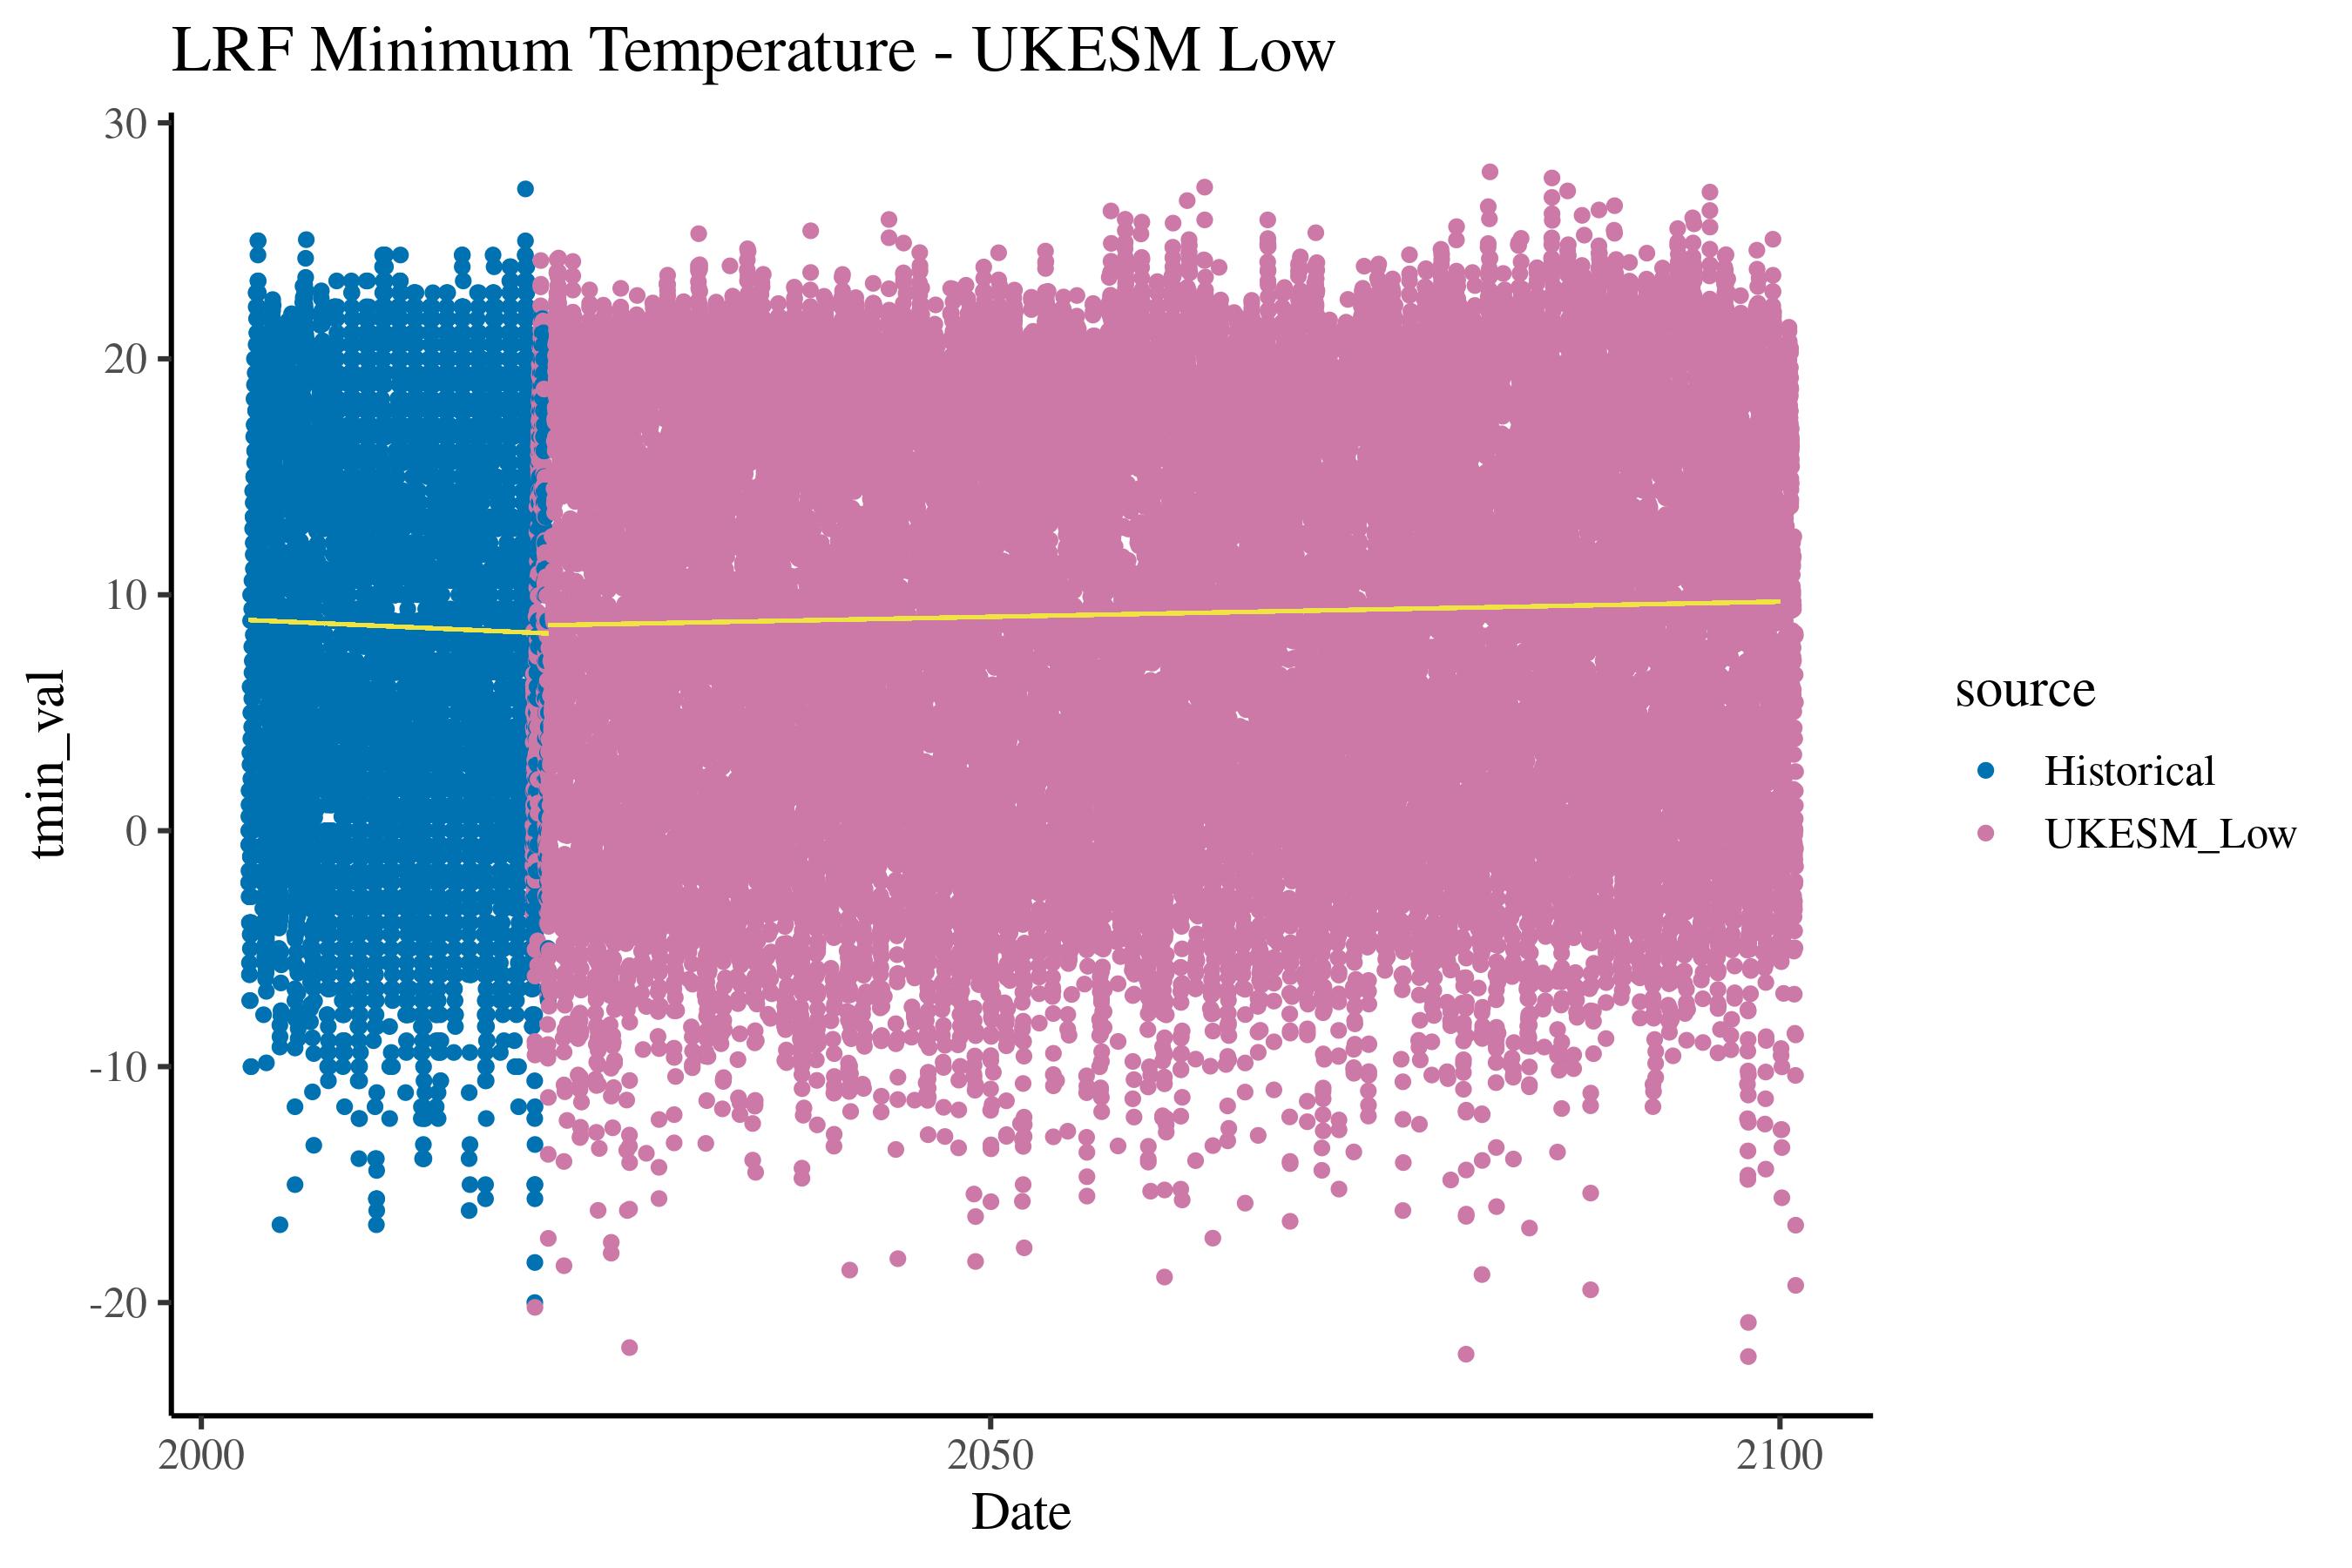 LRF Minimum Temperature - UKESM Low
30
20
10
0
-10
-20
tmin_val
2000
2050
2100
Date
source
Historical
UKESM_Low